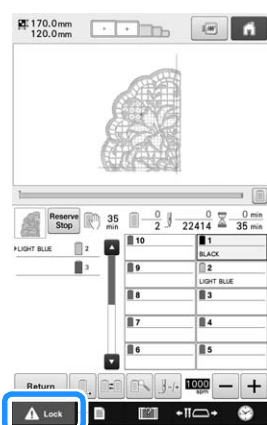 170.0mm
120.0mm
Reserve Stop
35 min
0
2
0
22414
0 min
35 min
LIGHT BLUE 2
3
10
1
BLACK
9
2
LIGHT BLUE
8
3
7
4
6
5
Return
1000 spm
Lock